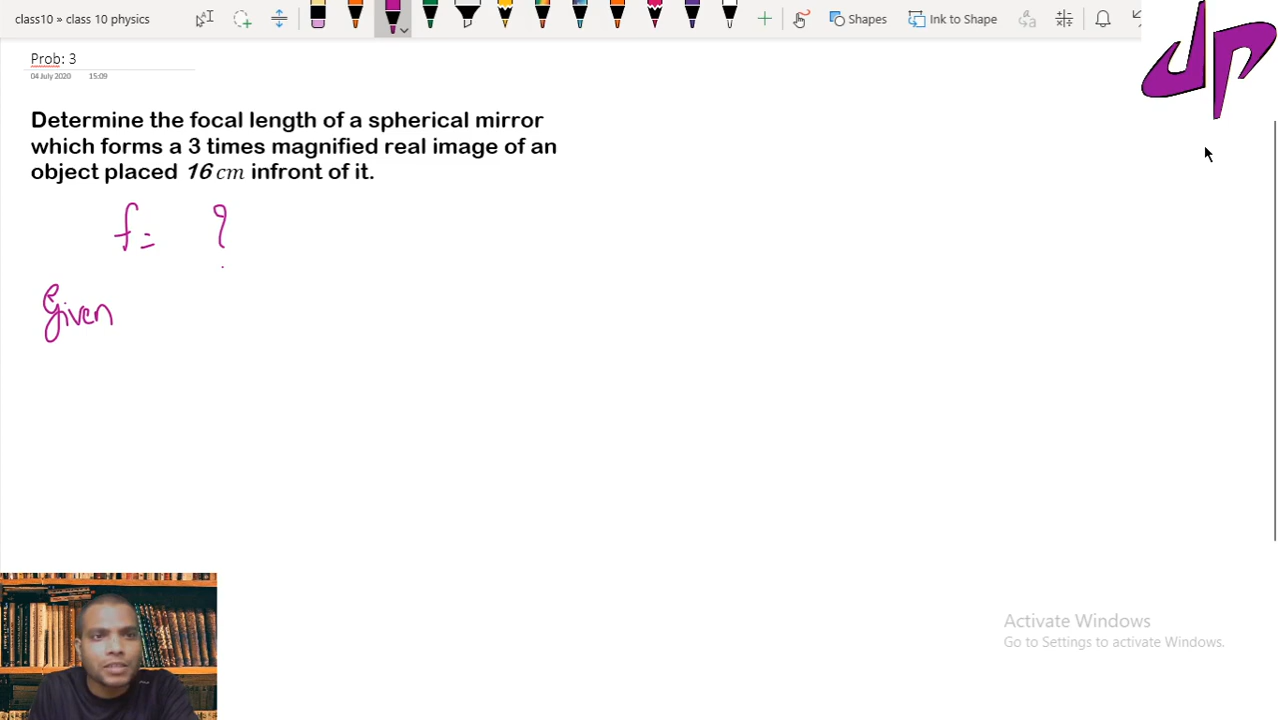 class10 » class 10 physics
Shapes
Ink to Shape
Prob: 3
04 July 2020 15:09
Determine the focal length of a spherical mirror
which forms a 3 times magnified real image of an
object placed 16 cm infront of it.
f = ?
Given
Activate Windows
Go to Settings to activate Windows.
dp